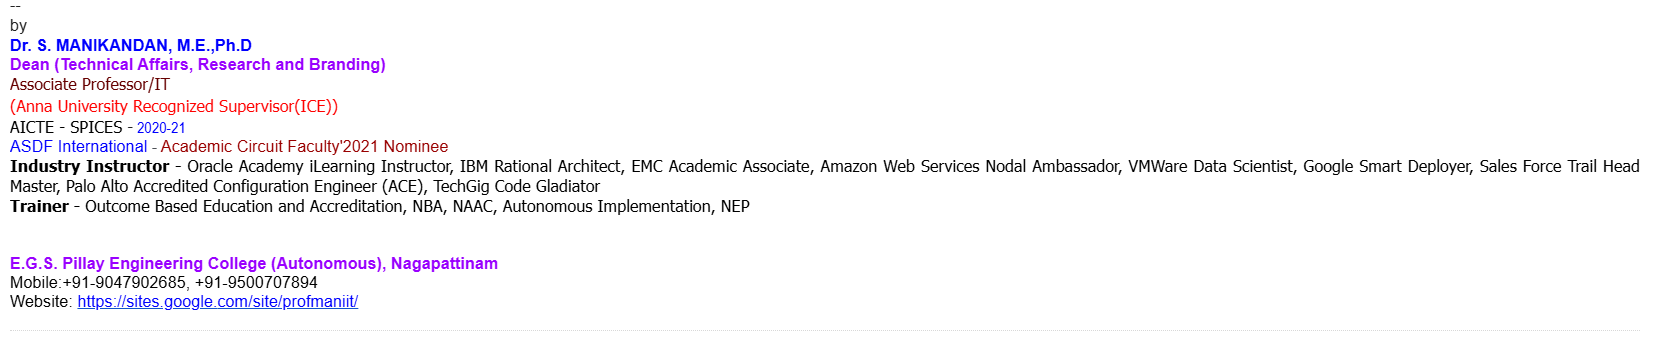 --
by
Dr. S. MANIKANDAN, M.E.,Ph.D
Dean (Technical Affairs, Research and Branding)
Associate Professor/IT
(Anna University Recognized Supervisor(ICE))
AICTE - SPICES - 2020-21
ASDF International - Academic Circuit Faculty'2021 Nominee
Industry Instructor - Oracle Academy iLearning Instructor, IBM Rational Architect, EMC Academic Associate, Amazon Web Services Nodal Ambassador, VMWare Data Scientist, Google Smart Deployer, Sales Force Trail Head
Master, Palo Alto Accredited Configuration Engineer (ACE), TechGig Code Gladiator
Trainer - Outcome Based Education and Accreditation, NBA, NAAC, Autonomous Implementation, NEP
E.G.S. Pillay Engineering College (Autonomous), Nagapattinam
Mobile:+91-9047902685, +91-9500707894
Website: https://sites.google.com/site/profmaniit/